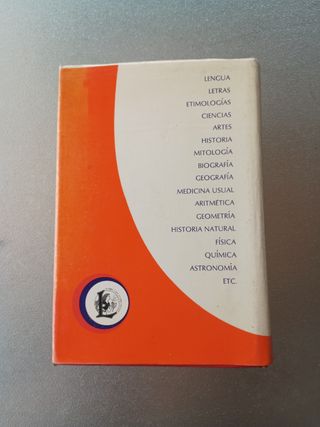 LENGUA
LETRAS
ETIMOLOGÍAS
CIENCIAS
ARTES
HISTORIA
MITOLOGÍA
BIOGRAFÍA
GEOGRAFÍA
MEDICINA USUAL
ARITMÉTICA
GEOMETRÍA
HISTORIA NATURAL
FÍSICA
QUÍMICA
ASTRONOMÍA
ETC.